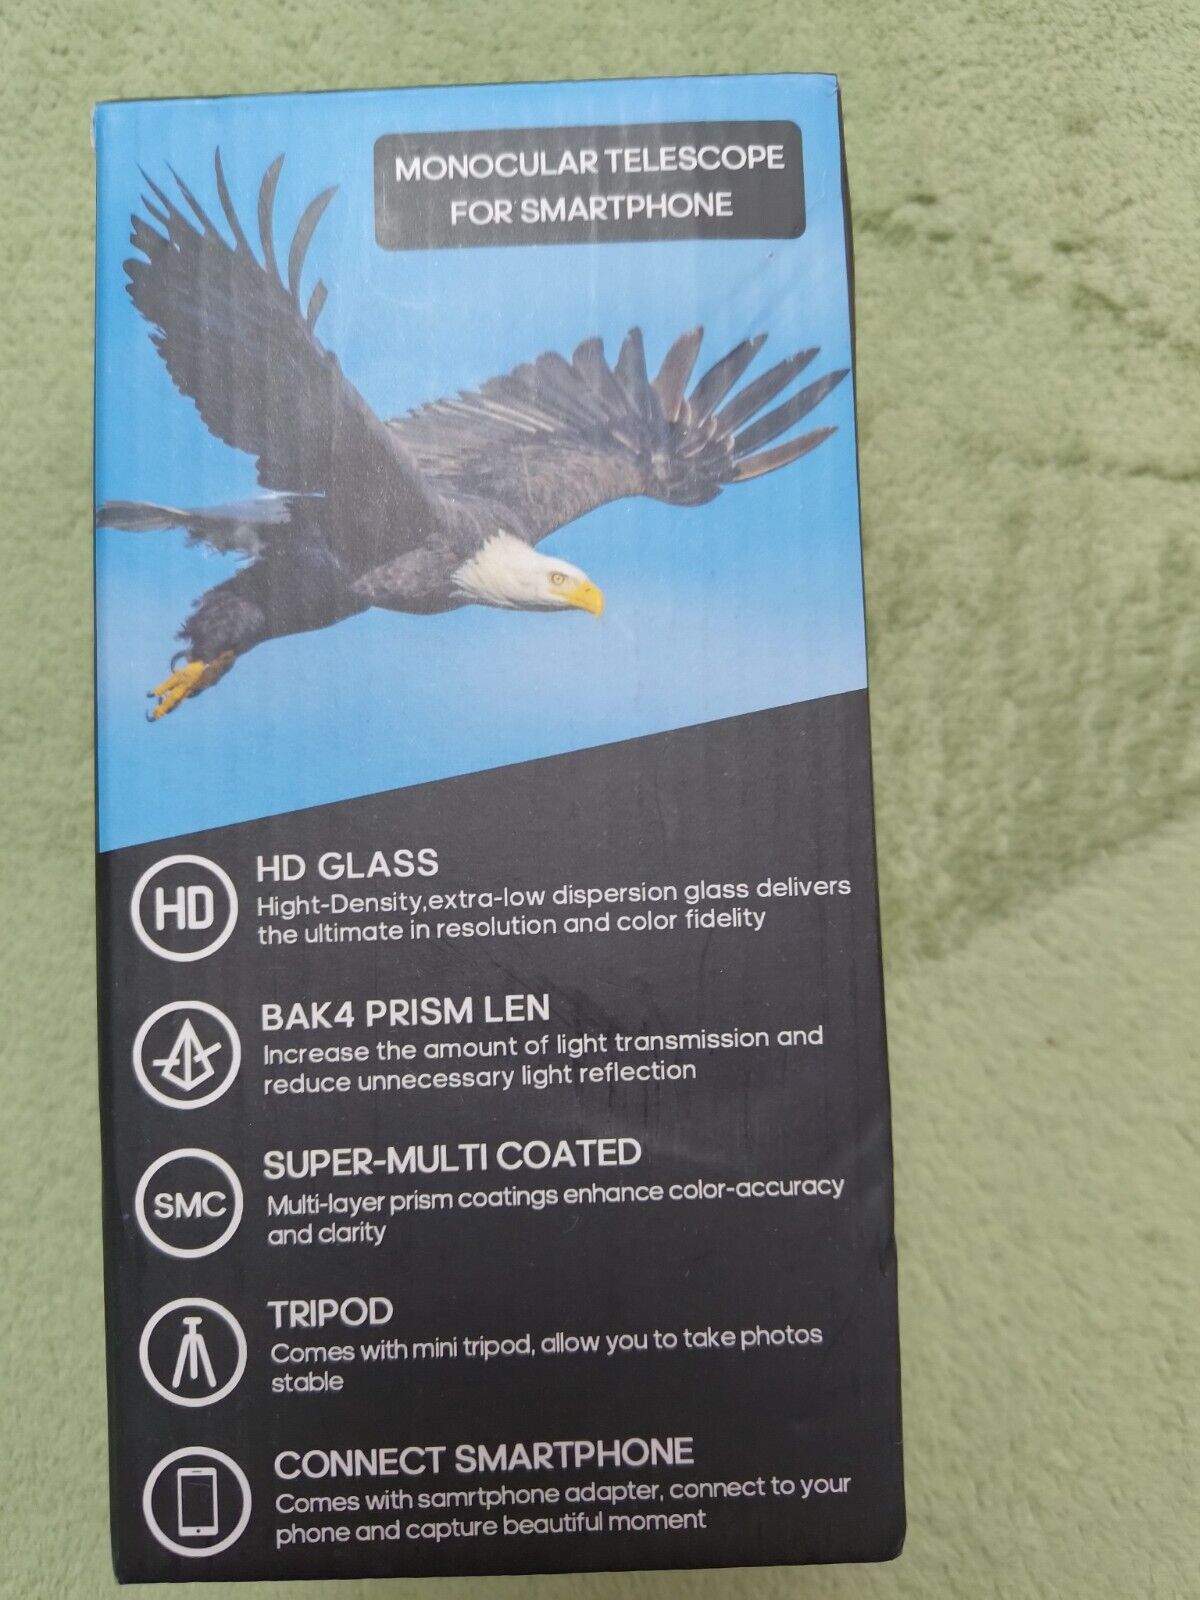 MONOCULAR TELESCOPE
FOR SMARTPHONE
HD
HD GLASS
Hight-Density,extra-low dispersion glass delivers
the ultimate in resolution and color fidelity
BAK4 PRISM LEN
Increase the amount of light transmission and
reduce unnecessary light reflection
SMC
SUPER-MULTI COATED
Multi-layer prism coatings enhance color-accuracy
and clarity
TRIPOD
Comes with mini tripod, allow you to take photos
stable
CONNECT SMARTPHONE
Comes with samrtphone adapter, connect to your
phone and capture beautiful moment